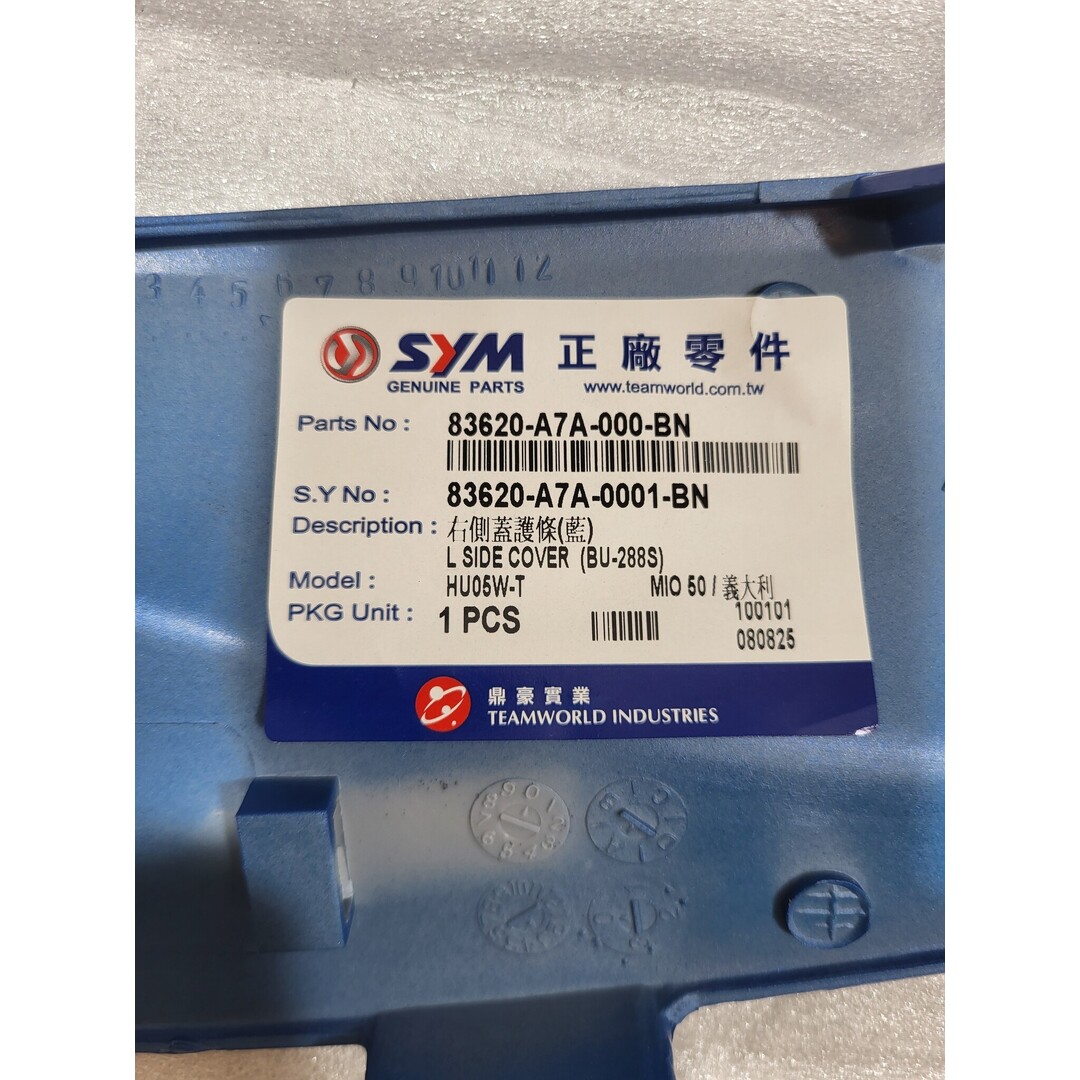 3 4 5 6 7 8 9 10 11 12
SYM 正廠零件
GENUINE PARTS www.teamworld.com.tw
Parts No : 83620-A7A-000-BN
S.Y No : 83620-A7A-0001-BN
Description : 右側蓋護條(藍)
L SIDE COVER (BU-288S)
Model : HU05W-T MIO 50 / 義大利
100101
PKG Unit : 1 PCS
080825
鼎豪實業
TEAMWORLD INDUSTRIES